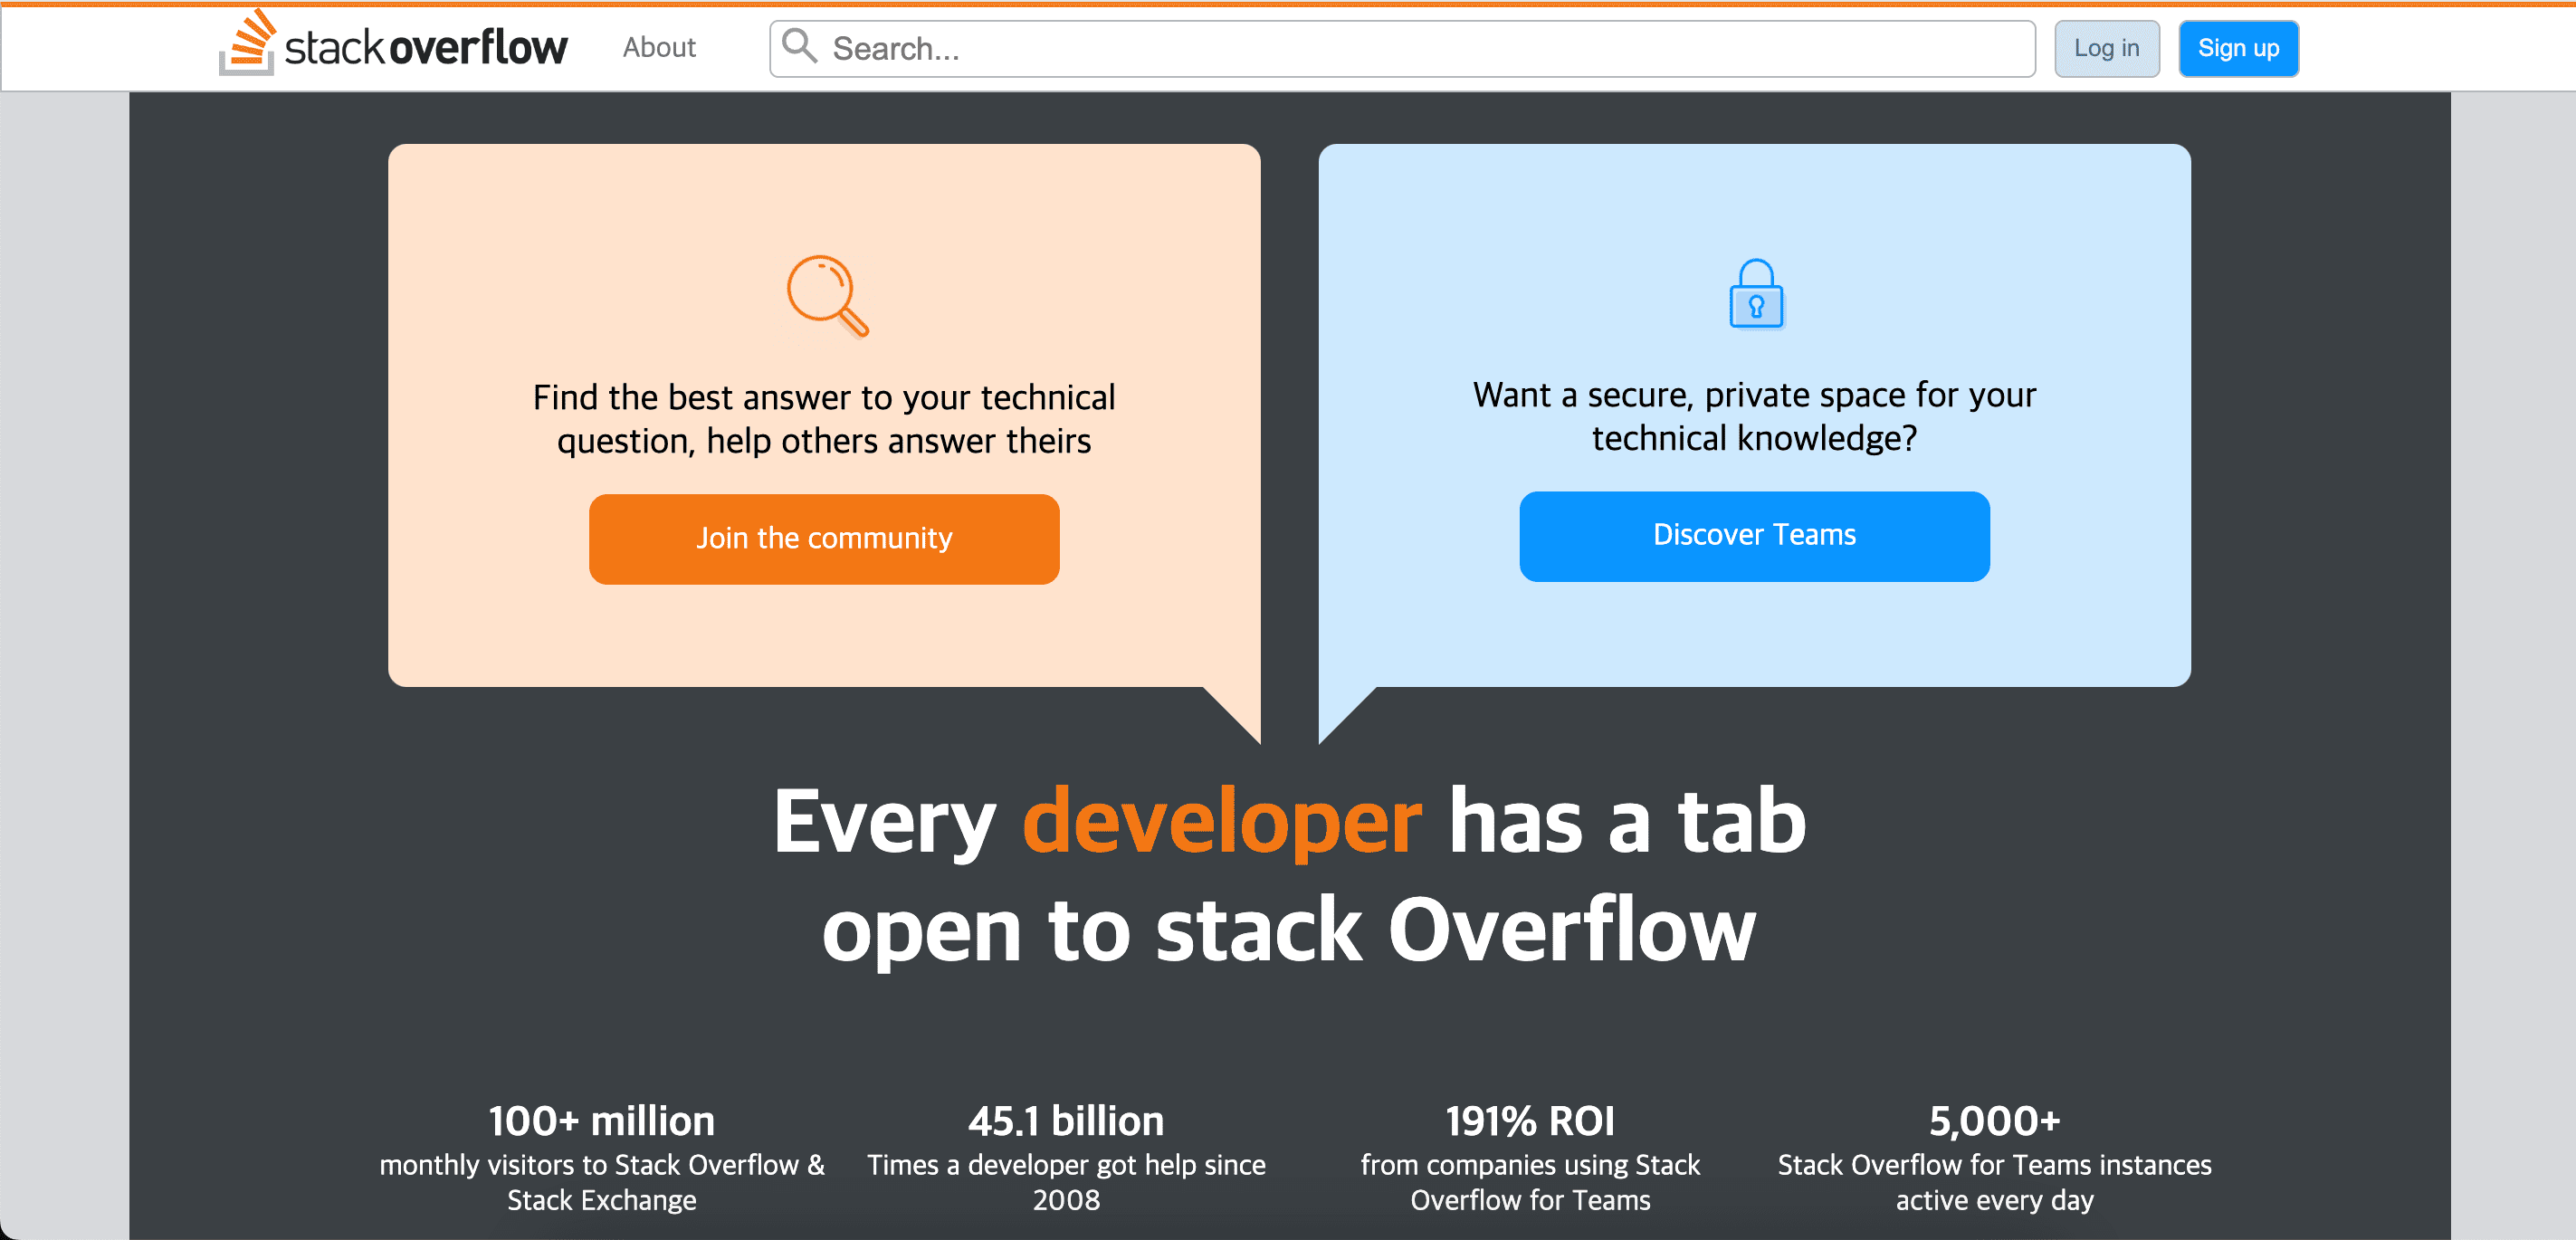 stackoverflow
About
Search...
Log in
Sign up
Find the best answer to your technical
question, help others answer theirs
Join the community
Want a secure, private space for your
technical knowledge?
Discover Teams
Every developer has a tab
open to stack Overflow
100+ million
monthly visitors to Stack Overflow &
Stack Exchange
45.1 billion
Times a developer got help since
2008
191% ROI
from companies using Stack
Overflow for Teams
5,000+
Stack Overflow for Teams instances
active every day